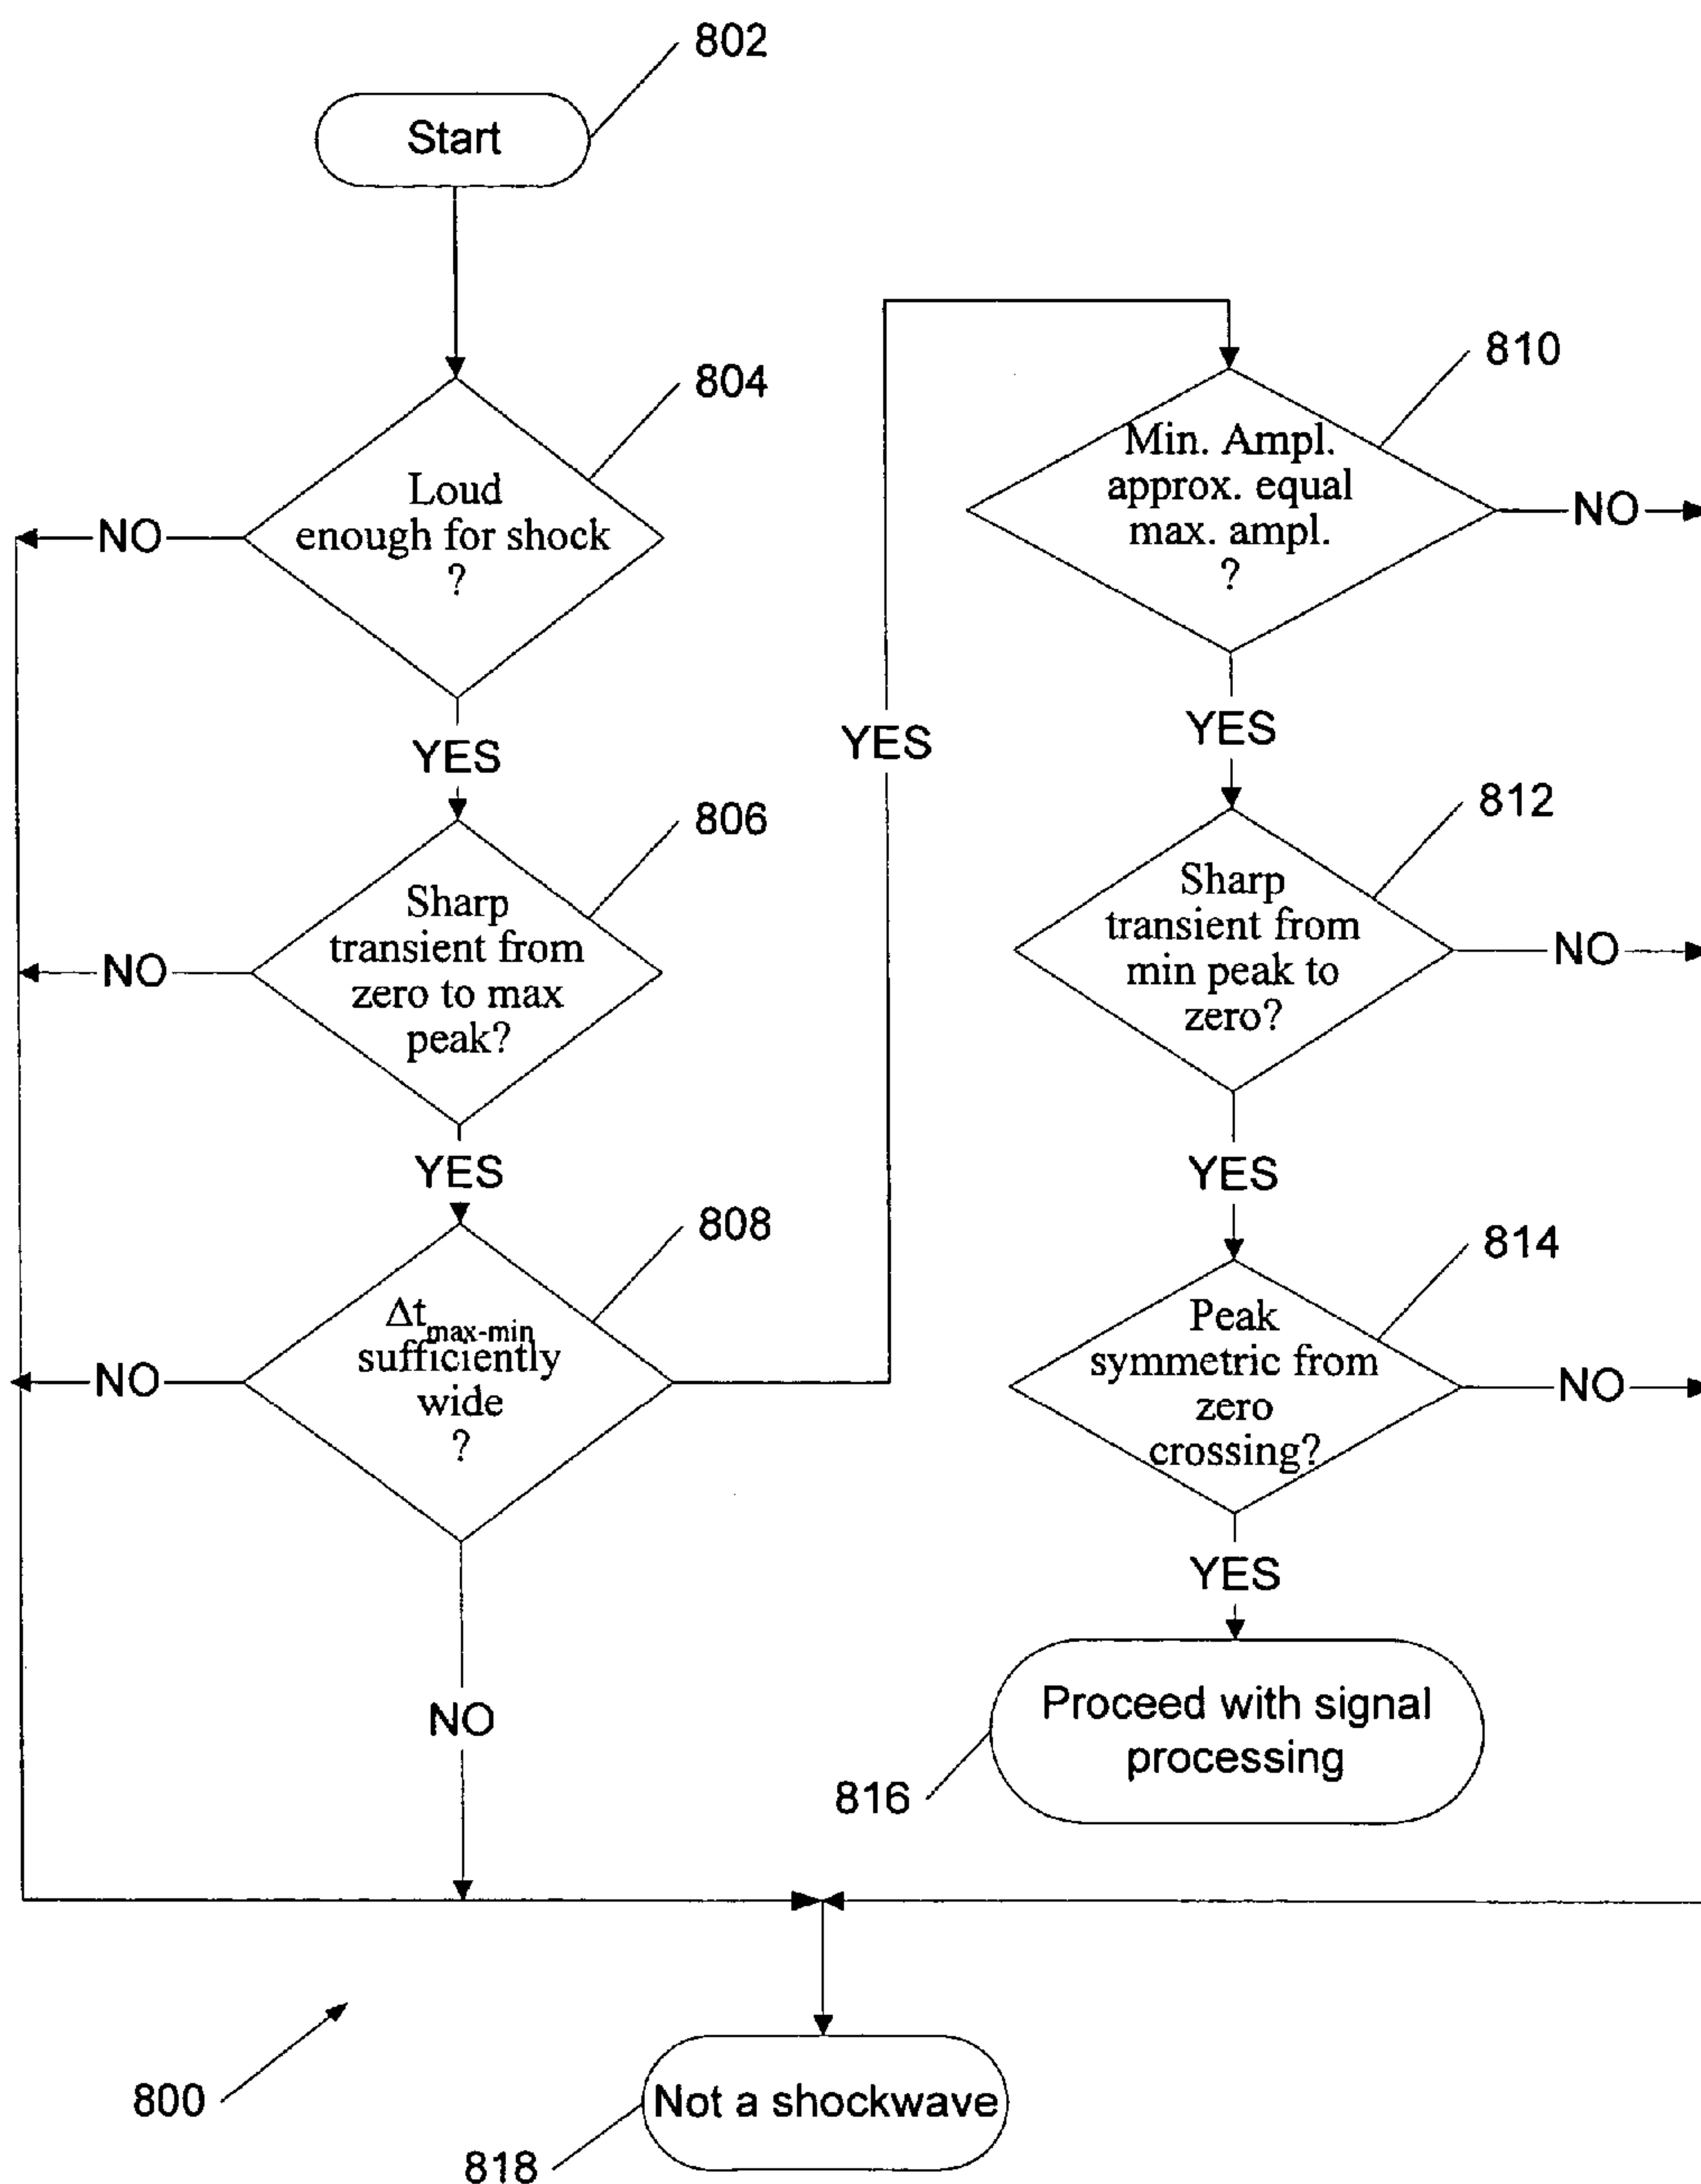 802
Start
804
Loud
enough for shock
?
NO
YES
806
Sharp
transient from
zero to max
peak?
NO
YES
808
Δt max-min
sufficiently
wide
?
NO
NO
YES
810
Min. Ampl.
approx. equal
max. ampl.
?
NO
YES
812
Sharp
transient from
min peak to
zero?
NO
YES
814
Peak
symmetric from
zero
crossing?
NO
YES
Proceed with signal
processing
816
800
Not a shockwave
818